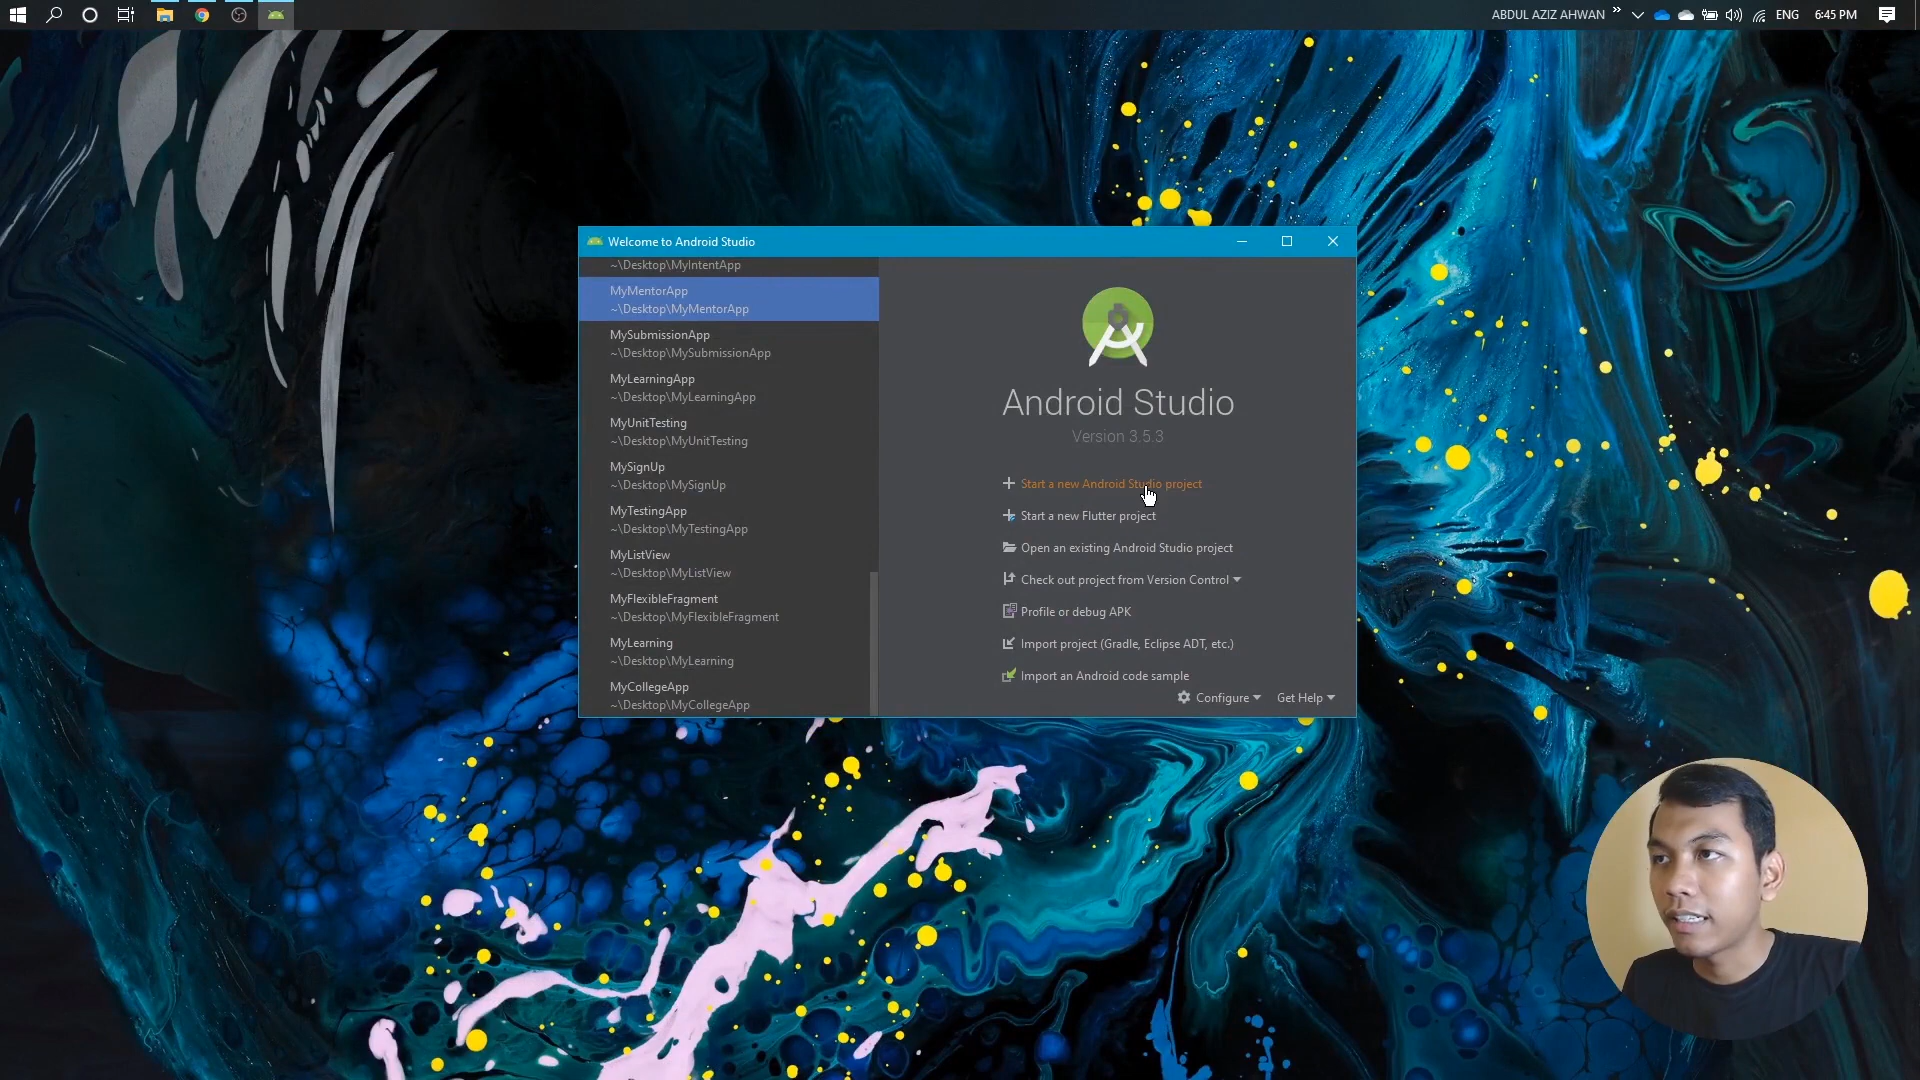 ABDUL AZIZ AHWAN
ENG
6:45 PM
Welcome to Android Studio
~\Desktop\MyIntentApp
MyMentorApp
~\Desktop\MyMentorApp
MySubmissionApp
~\Desktop\MySubmissionApp
MyLearningApp
~\Desktop\MyLearningApp
MyUnitTesting
~\Desktop\MyUnitTesting
MySignUp
~\Desktop\MySignUp
MyTestingApp
~\Desktop\MyTestingApp
MyListView
~\Desktop\MyListView
MyFlexibleFragment
~\Desktop\MyFlexibleFragment
MyLearning
~\Desktop\MyLearning
MyCollegeApp
~\Desktop\MyCollegeApp
Android Studio
Version 3.5.3
Start a new Android Studio project
Start a new Flutter project
Open an existing Android Studio project
Check out project from Version Control
Profile or debug APK
Import project (Gradle, Eclipse ADT, etc.)
Import an Android code sample
Configure
Get Help